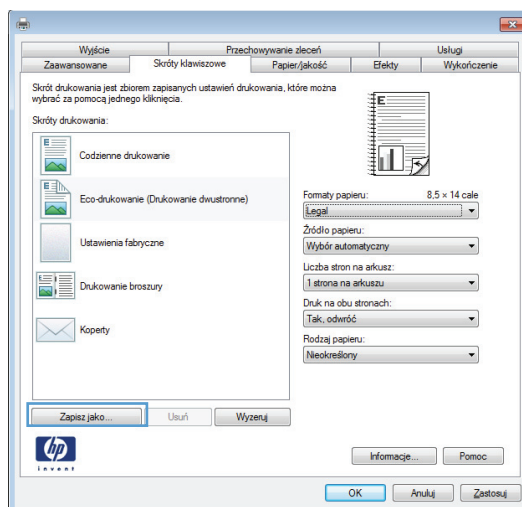 Wyjście
Przechowywanie zleceń
Usługi
Zaawansowane
Skróty klawiszowe
Papier/jakość
Efekty
Wykończenie
Skrót drukowania jest zbiorem zapisanych ustawień drukowania, które można
wybrać za pomocą jednego kliknięcia.
Skróty drukowania:
E
Codzienne drukowanie
E
Eco-drukowanie (Drukowanie dwustronne)
Ustawienia fabryczne
E
Drukowanie broszury
Koperty
E
Formaty papieru:
8,5 × 14 cale
Legal
Źródło papieru:
Wybór automatyczny
Liczba stron na arkusz:
1 strona na arkuszu
Druk na obu stronach:
Tak, odwróć
Rodzaj papieru:
Nieokreślony
Zapisz jako...
Usuń
Wyzeruj
hp
invent
Informacje...
Pomoc
OK
Anuluj
Zastosuj